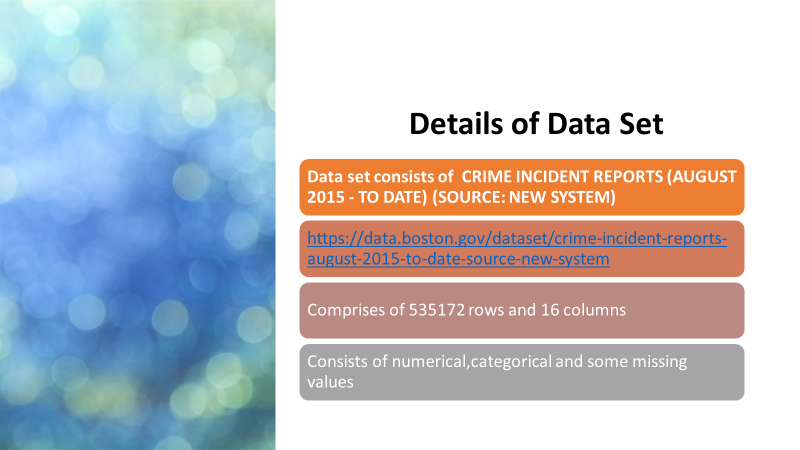 Details of Data Set
Data set consists of  CRIME INCIDENT REPORTS (AUGUST
2015 - TO DATE) (SOURCE: NEW SYSTEM)
https://data.boston.gov/dataset/crime-incident-reports-
august-2015-to-date-source-new-system
Comprises of 535172 rows and 16 columns
Consists of numerical,categorical and some missing
values